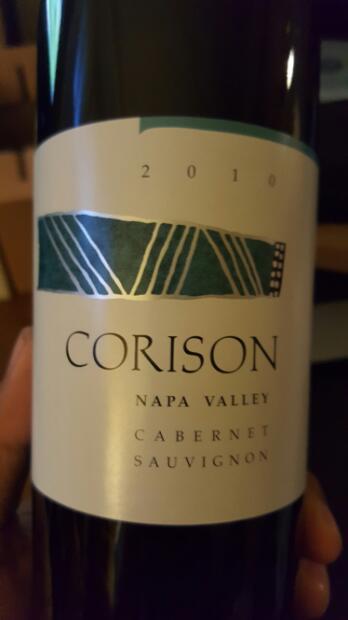 2010
CORISON
NAPA VALLEY
CABERNET
SAUVIGNON